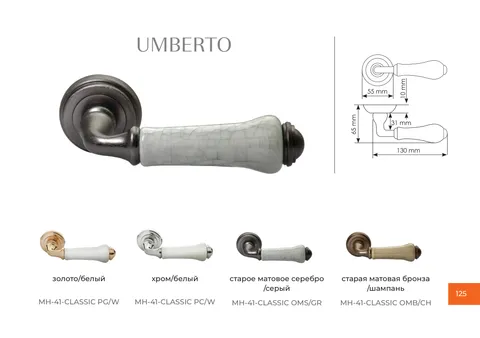 UMBERTO
55 mm
10 mm
65 mm
31 mm
130 mm
золото/белый
MH-41-CLASSIC PG/W
хром/белый
MH-41-CLASSIC PC/W
старое матовое серебро
/серый
MH-41-CLASSIC OMS/GR
старая матовая бронза
/шампань
MH-41-CLASSIC OMB/CH
125